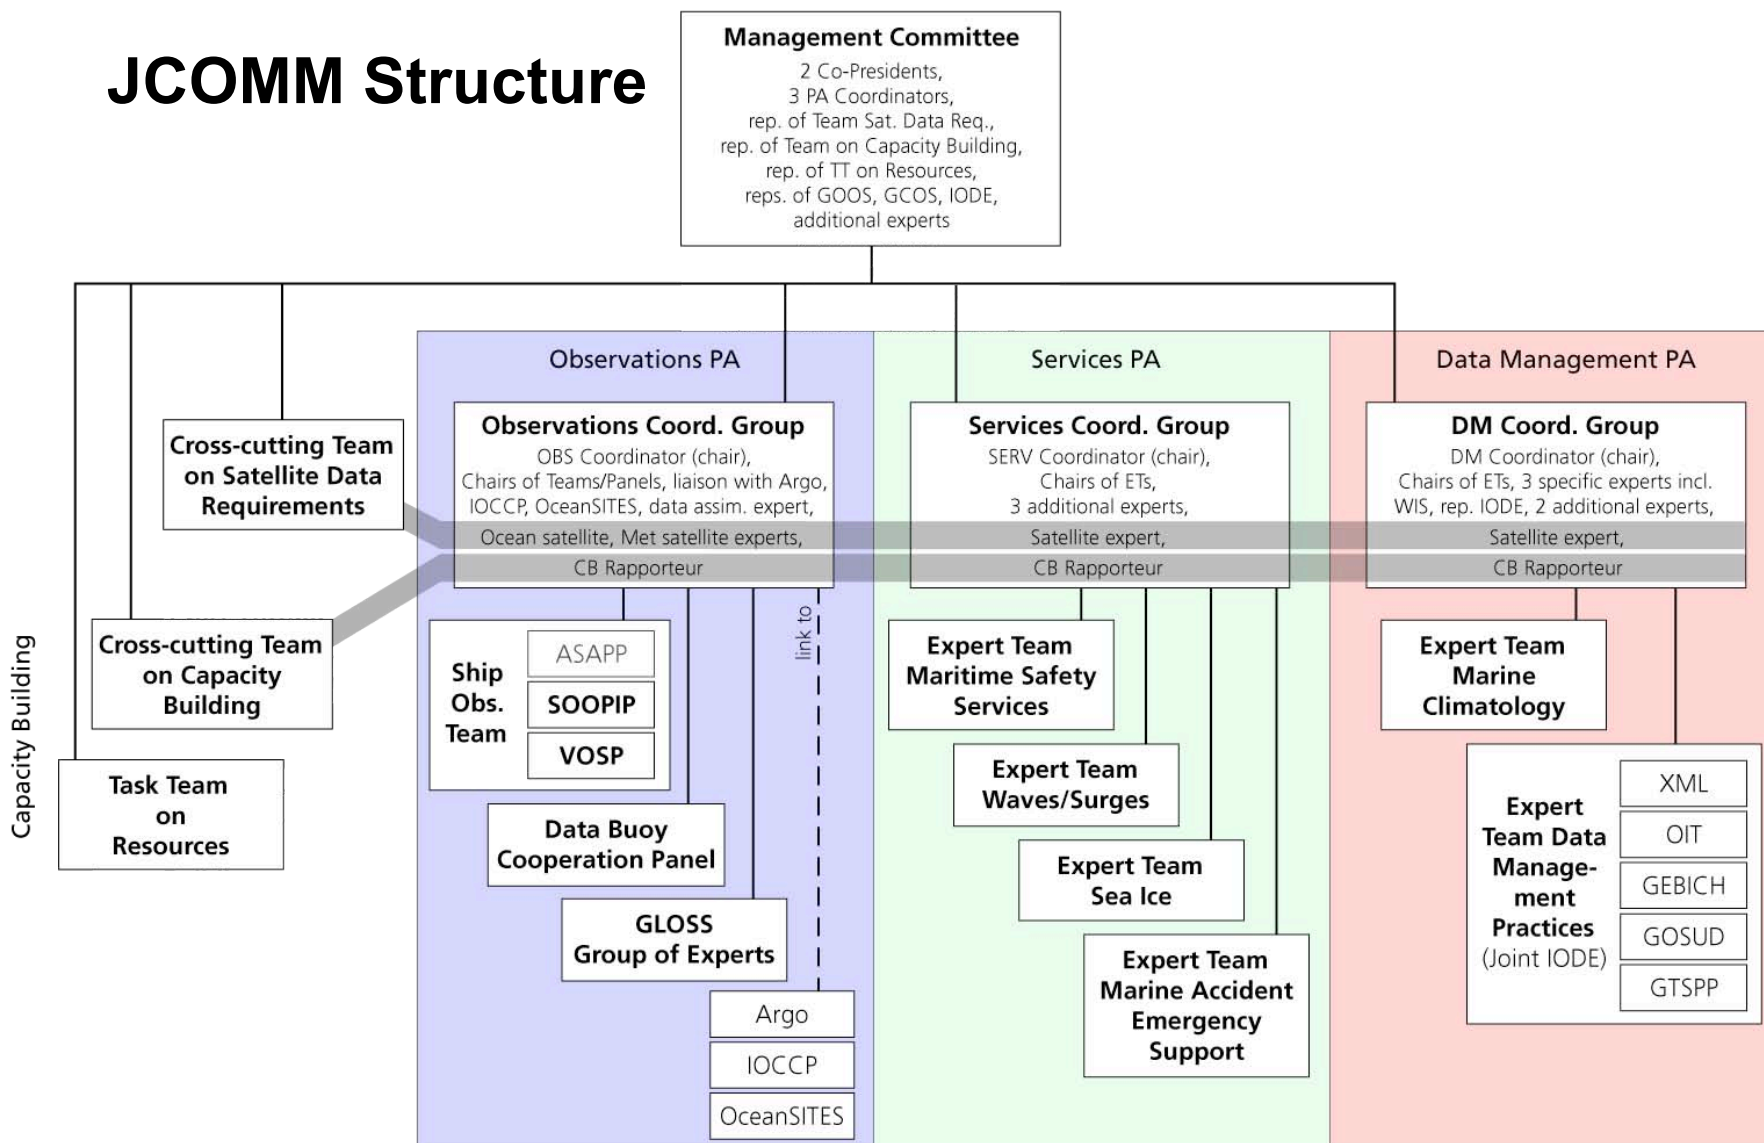 JCOMM Structure
Management Committee
2 Co-Presidents,
3 PA Coordinators,
rep. of Team Sat. Data Req.,
rep. of Team on Capacity Building,
rep. of TT on Resources,
reps. of GOOS, GCOS, IODE,
additional experts
Capacity Building
Cross-cutting Team
on Satellite Data
Requirements
Cross-cutting Team
on Capacity
Building
Task Team
on
Resources
Observations PA
Observations Coord. Group
OBS Coordinator (chair),
Chairs of Teams/Panels, liaison with Argo,
IOCCP, OceanSITES, data assim. expert,
Ocean satellite, Met satellite experts,
CB Rapporteur
link to
Ship
Obs.
Team
ASAPP
SOOPIP
VOSP
Data Buoy
Cooperation Panel
GLOSS
Group of Experts
Argo
IOCCP
OceanSITES
Services PA
Services Coord. Group
SERV Coordinator (chair),
Chairs of ETs,
3 additional experts,
Satellite expert,
CB Rapporteur
Expert Team
Maritime Safety
Services
Expert Team
Waves/Surges
Expert Team
Sea Ice
Expert Team
Marine Accident
Emergency
Support
Data Management PA
DM Coord. Group
DM Coordinator (chair),
Chairs of ETs, 3 specific experts incl.
WIS, rep. IODE, 2 additional experts,
Satellite expert,
CB Rapporteur
Expert Team
Marine
Climatology
Expert
Team Data
Manage-
ment
Practices
(Joint IODE)
XML
OIT
GEBICH
GOSUD
GTSPP